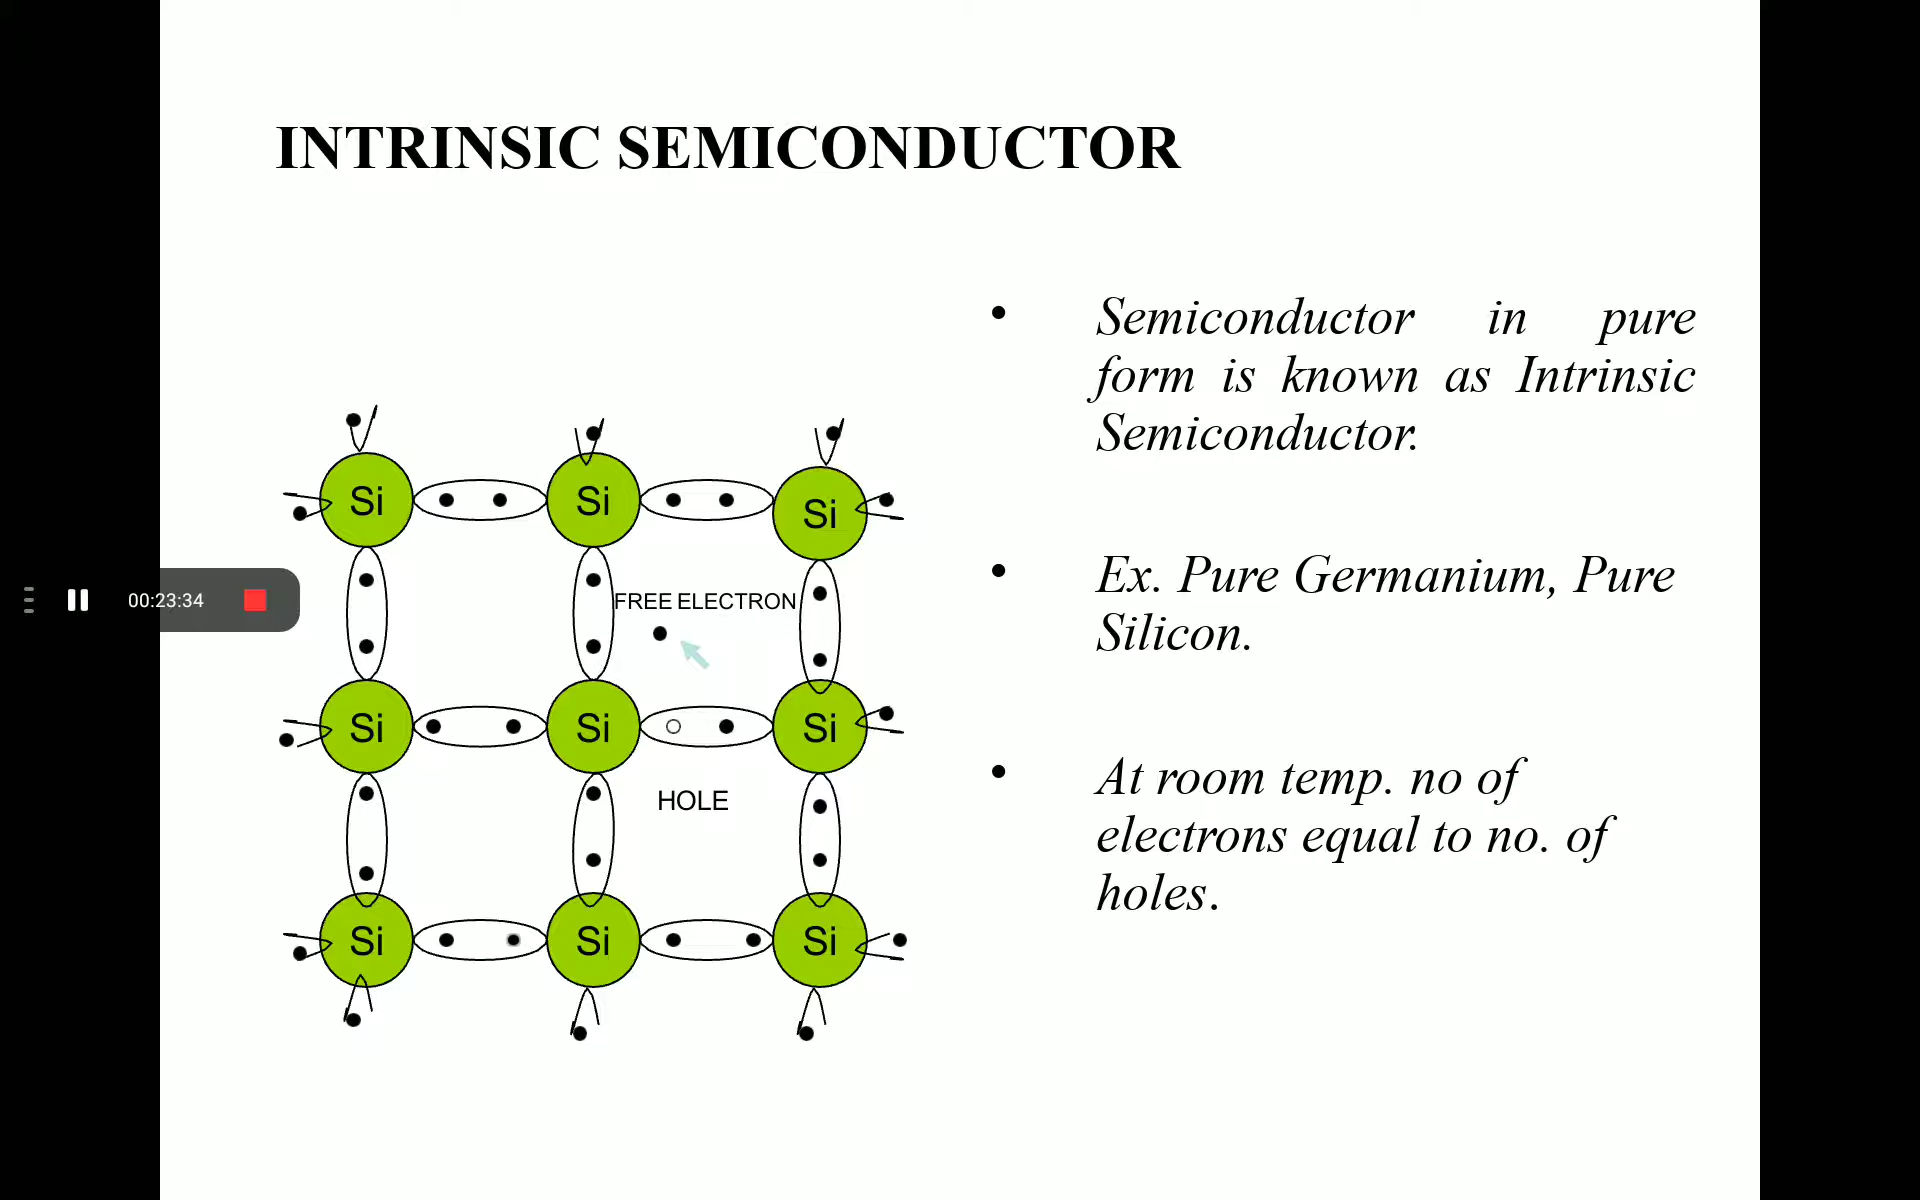 INTRINSIC SEMICONDUCTOR
• Semiconductor in pure
form is known as Intrinsic
Semiconductor.
• Ex. Pure Germanium, Pure
Silicon.
• At room temp. no of
electrons equal to no. of
holes.
Si Si Si
FREE ELECTRON
Si Si Si
HOLE
Si Si Si
00:23:34